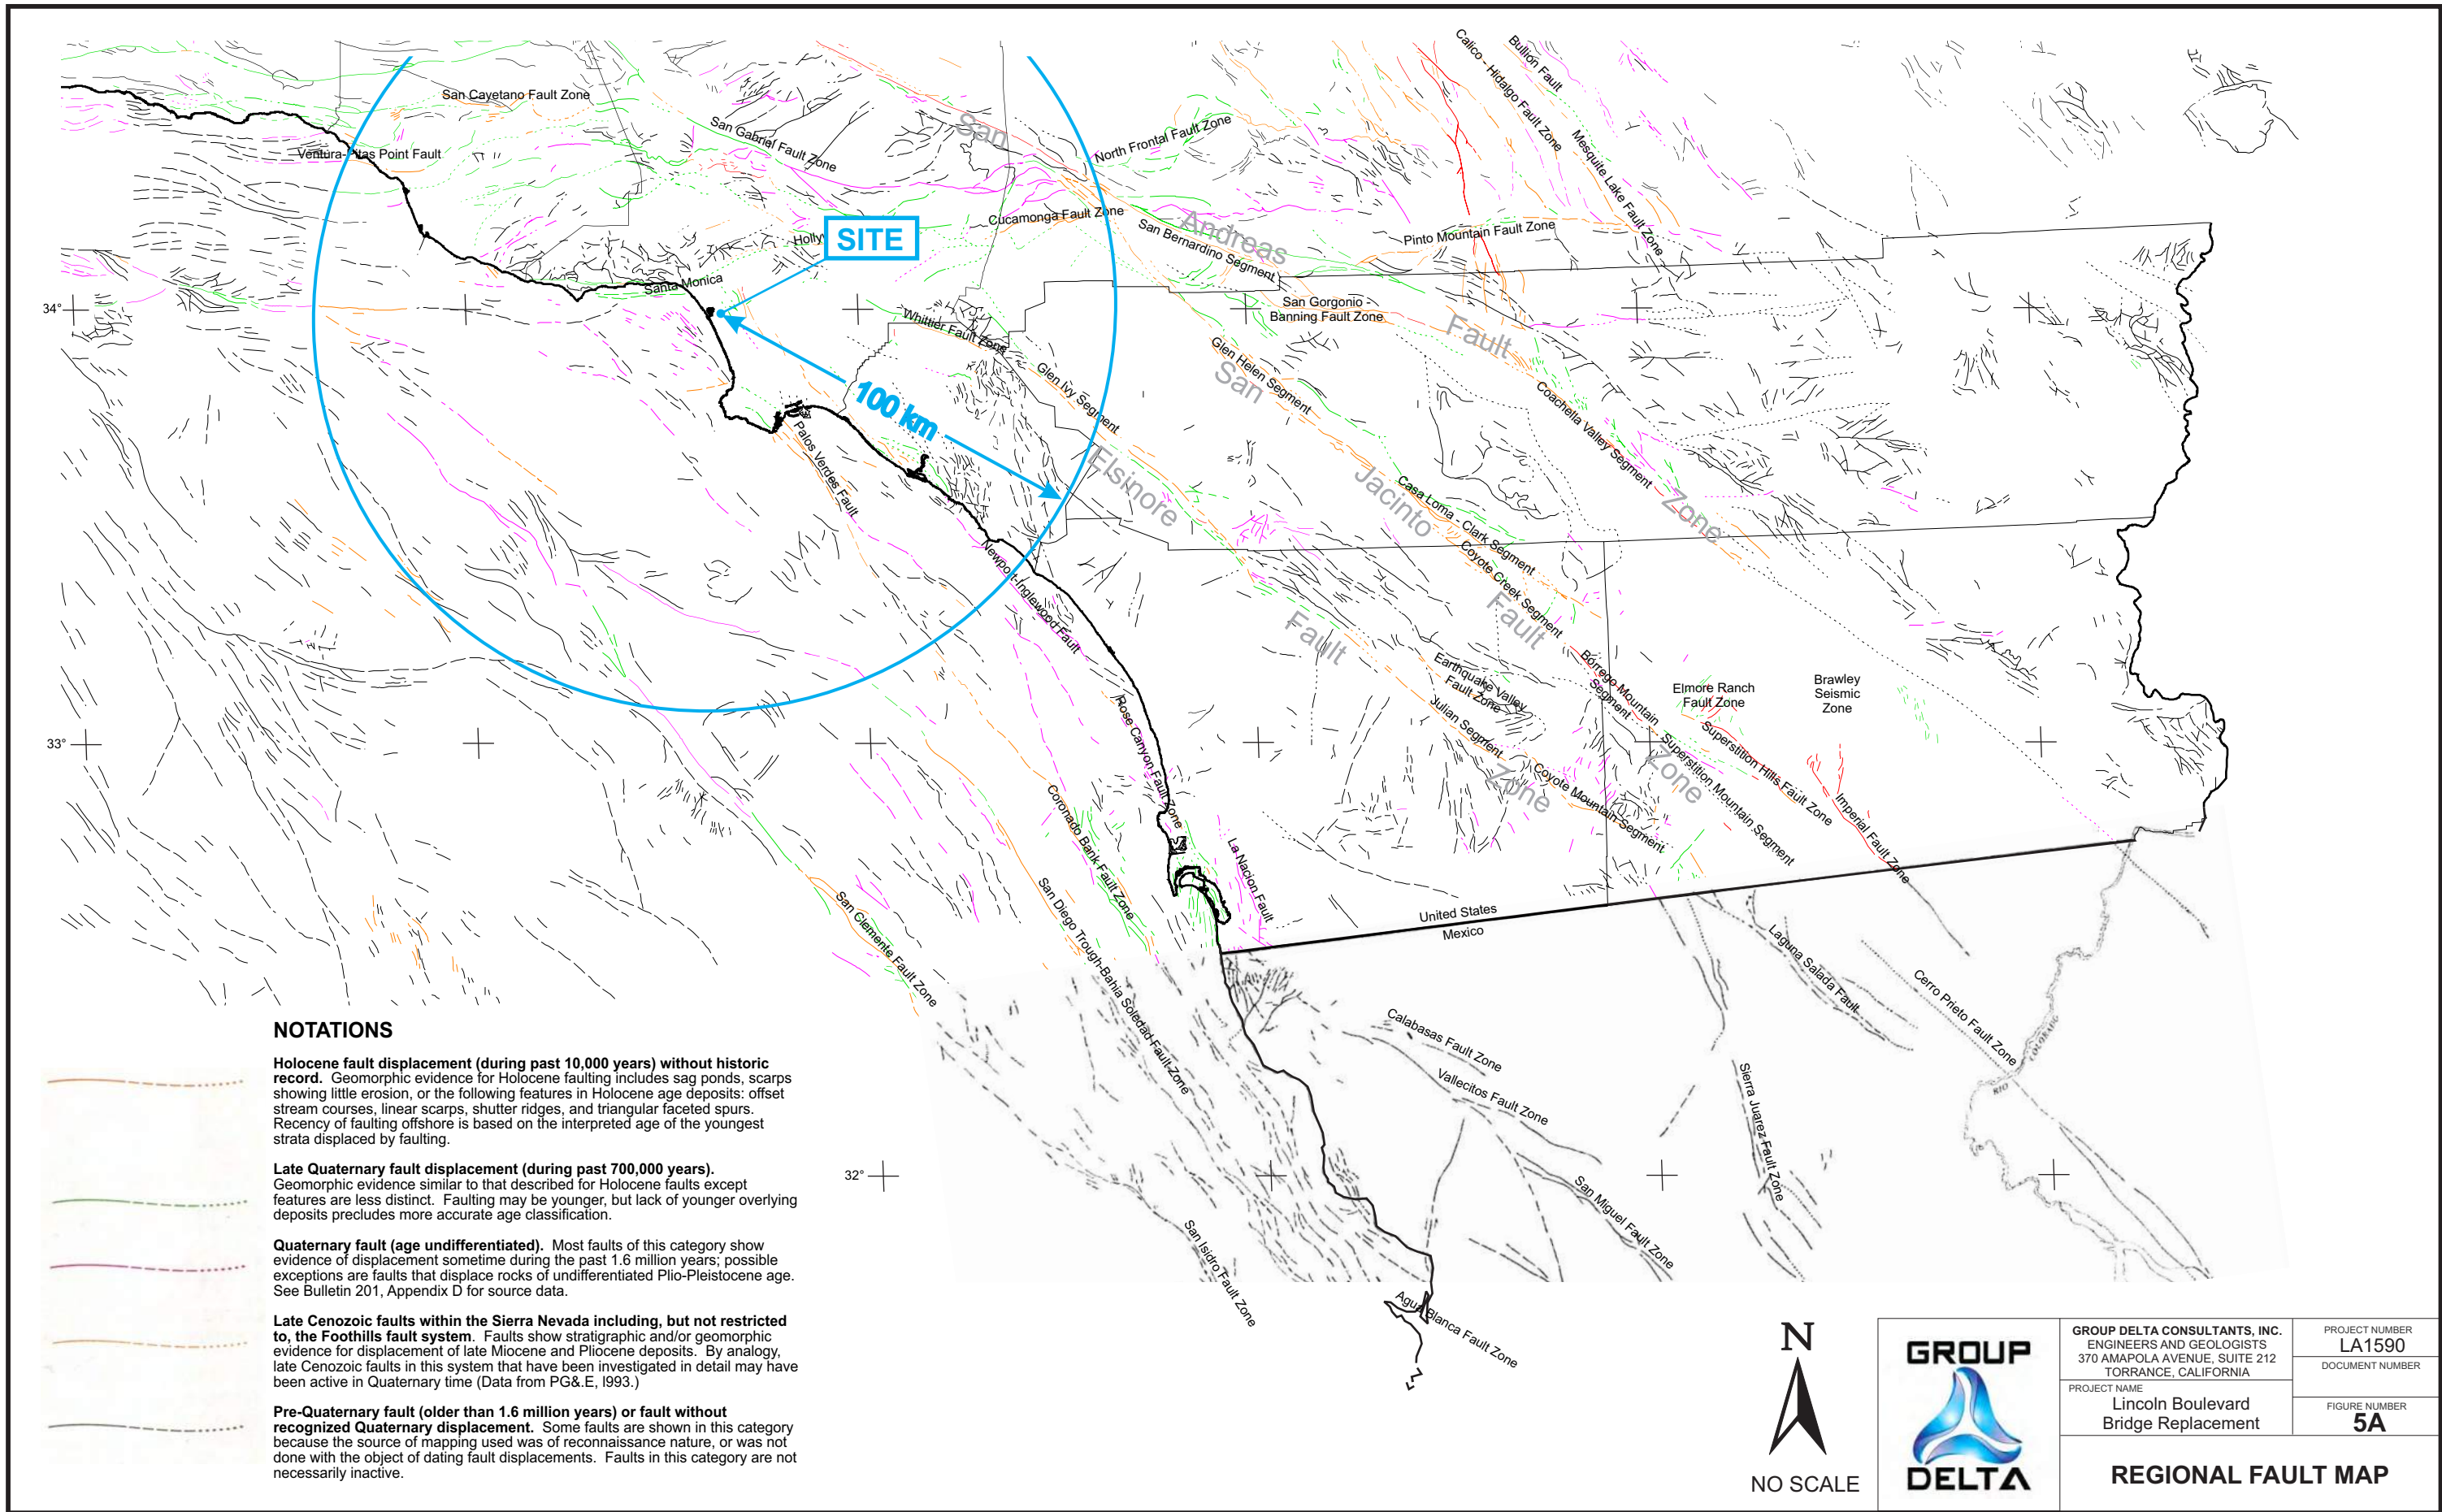 Calico - Hidalgo Fault Zone
Bullion Fault
San Cayetano Fault Zone
San Gabriel Fault Zone
San
North Frontal Fault Zone
Mesquite Lake Fault Zone
Ventura-Pitas Point Fault
Cucamonga Fault Zone
Andreas
San Bernardino Segment
Pinto Mountain Fault Zone
Holly
SITE
Santa Monica
34°
San Gorgonio -
Banning Fault Zone
Whittier Fault Zone
Fault
Glen Helen Segment
San
Glen Ivy Segment
100 km
Coachella Valley Segment
Palos Verdes Fault
Elsinore
Jacinto
Casa Loma - Clark Segment
Zone
Newport-Inglewood Fault
Coyote Creek Segment
Fault
Fault
Earthquake Valley
Fault Zone
Borrego Mountain
Segment
Elmore Ranch
Fault Zone
Brawley
Seismic
Zone
Julian Segment
Rose Canyon Fault Zone
33°
Superstition Hills Fault Zone
Superstition Mountain Segment
Zone
Zone
Coyote Mountain Segment
Imperial Fault Zone
Coronado Bank Fault Zone
La Nacion Fault
San Diego Trough-Bahia Soledad Fault Zone
San Clemente Fault Zone
United States
Mexico
Laguna Salada Fault
Cerro Prieto Fault Zone
Calabasas Fault Zone
Vallecitos Fault Zone
Sierra Juarez Fault Zone
COLORADO
RIO
32°
San Miguel Fault Zone
San Isidro Fault Zone
Agua Blanca Fault Zone
NOTATIONS
Holocene fault displacement (during past 10,000 years) without historic
record. Geomorphic evidence for Holocene faulting includes sag ponds, scarps
showing little erosion, or the following features in Holocene age deposits: offset
stream courses, linear scarps, shutter ridges, and triangular faceted spurs.
Recency of faulting offshore is based on the interpreted age of the youngest
strata displaced by faulting.
Late Quaternary fault displacement (during past 700,000 years).
Geomorphic evidence similar to that described for Holocene faults except
features are less distinct. Faulting may be younger, but lack of younger overlying
deposits precludes more accurate age classification.
Quaternary fault (age undifferentiated). Most faults of this category show
evidence of displacement sometime during the past 1.6 million years; possible
exceptions are faults that displace rocks of undifferentiated Plio-Pleistocene age.
See Bulletin 201, Appendix D for source data.
Late Cenozoic faults within the Sierra Nevada including, but not restricted
to, the Foothills fault system. Faults show stratigraphic and/or geomorphic
evidence for displacement of late Miocene and Pliocene deposits. By analogy,
late Cenozoic faults in this system that have been investigated in detail may have
been active in Quaternary time (Data from PG&.E, l993.)
Pre-Quaternary fault (older than 1.6 million years) or fault without
recognized Quaternary displacement. Some faults are shown in this category
because the source of mapping used was of reconnaissance nature, or was not
done with the object of dating fault displacements. Faults in this category are not
necessarily inactive.
N
NO SCALE
GROUP
DELTA
GROUP DELTA CONSULTANTS, INC.
ENGINEERS AND GEOLOGISTS
370 AMAPOLA AVENUE, SUITE 212
TORRANCE, CALIFORNIA
PROJECT NUMBER
LA1590
DOCUMENT NUMBER
PROJECT NAME
Lincoln Boulevard
Bridge Replacement
FIGURE NUMBER
5A
REGIONAL FAULT MAP